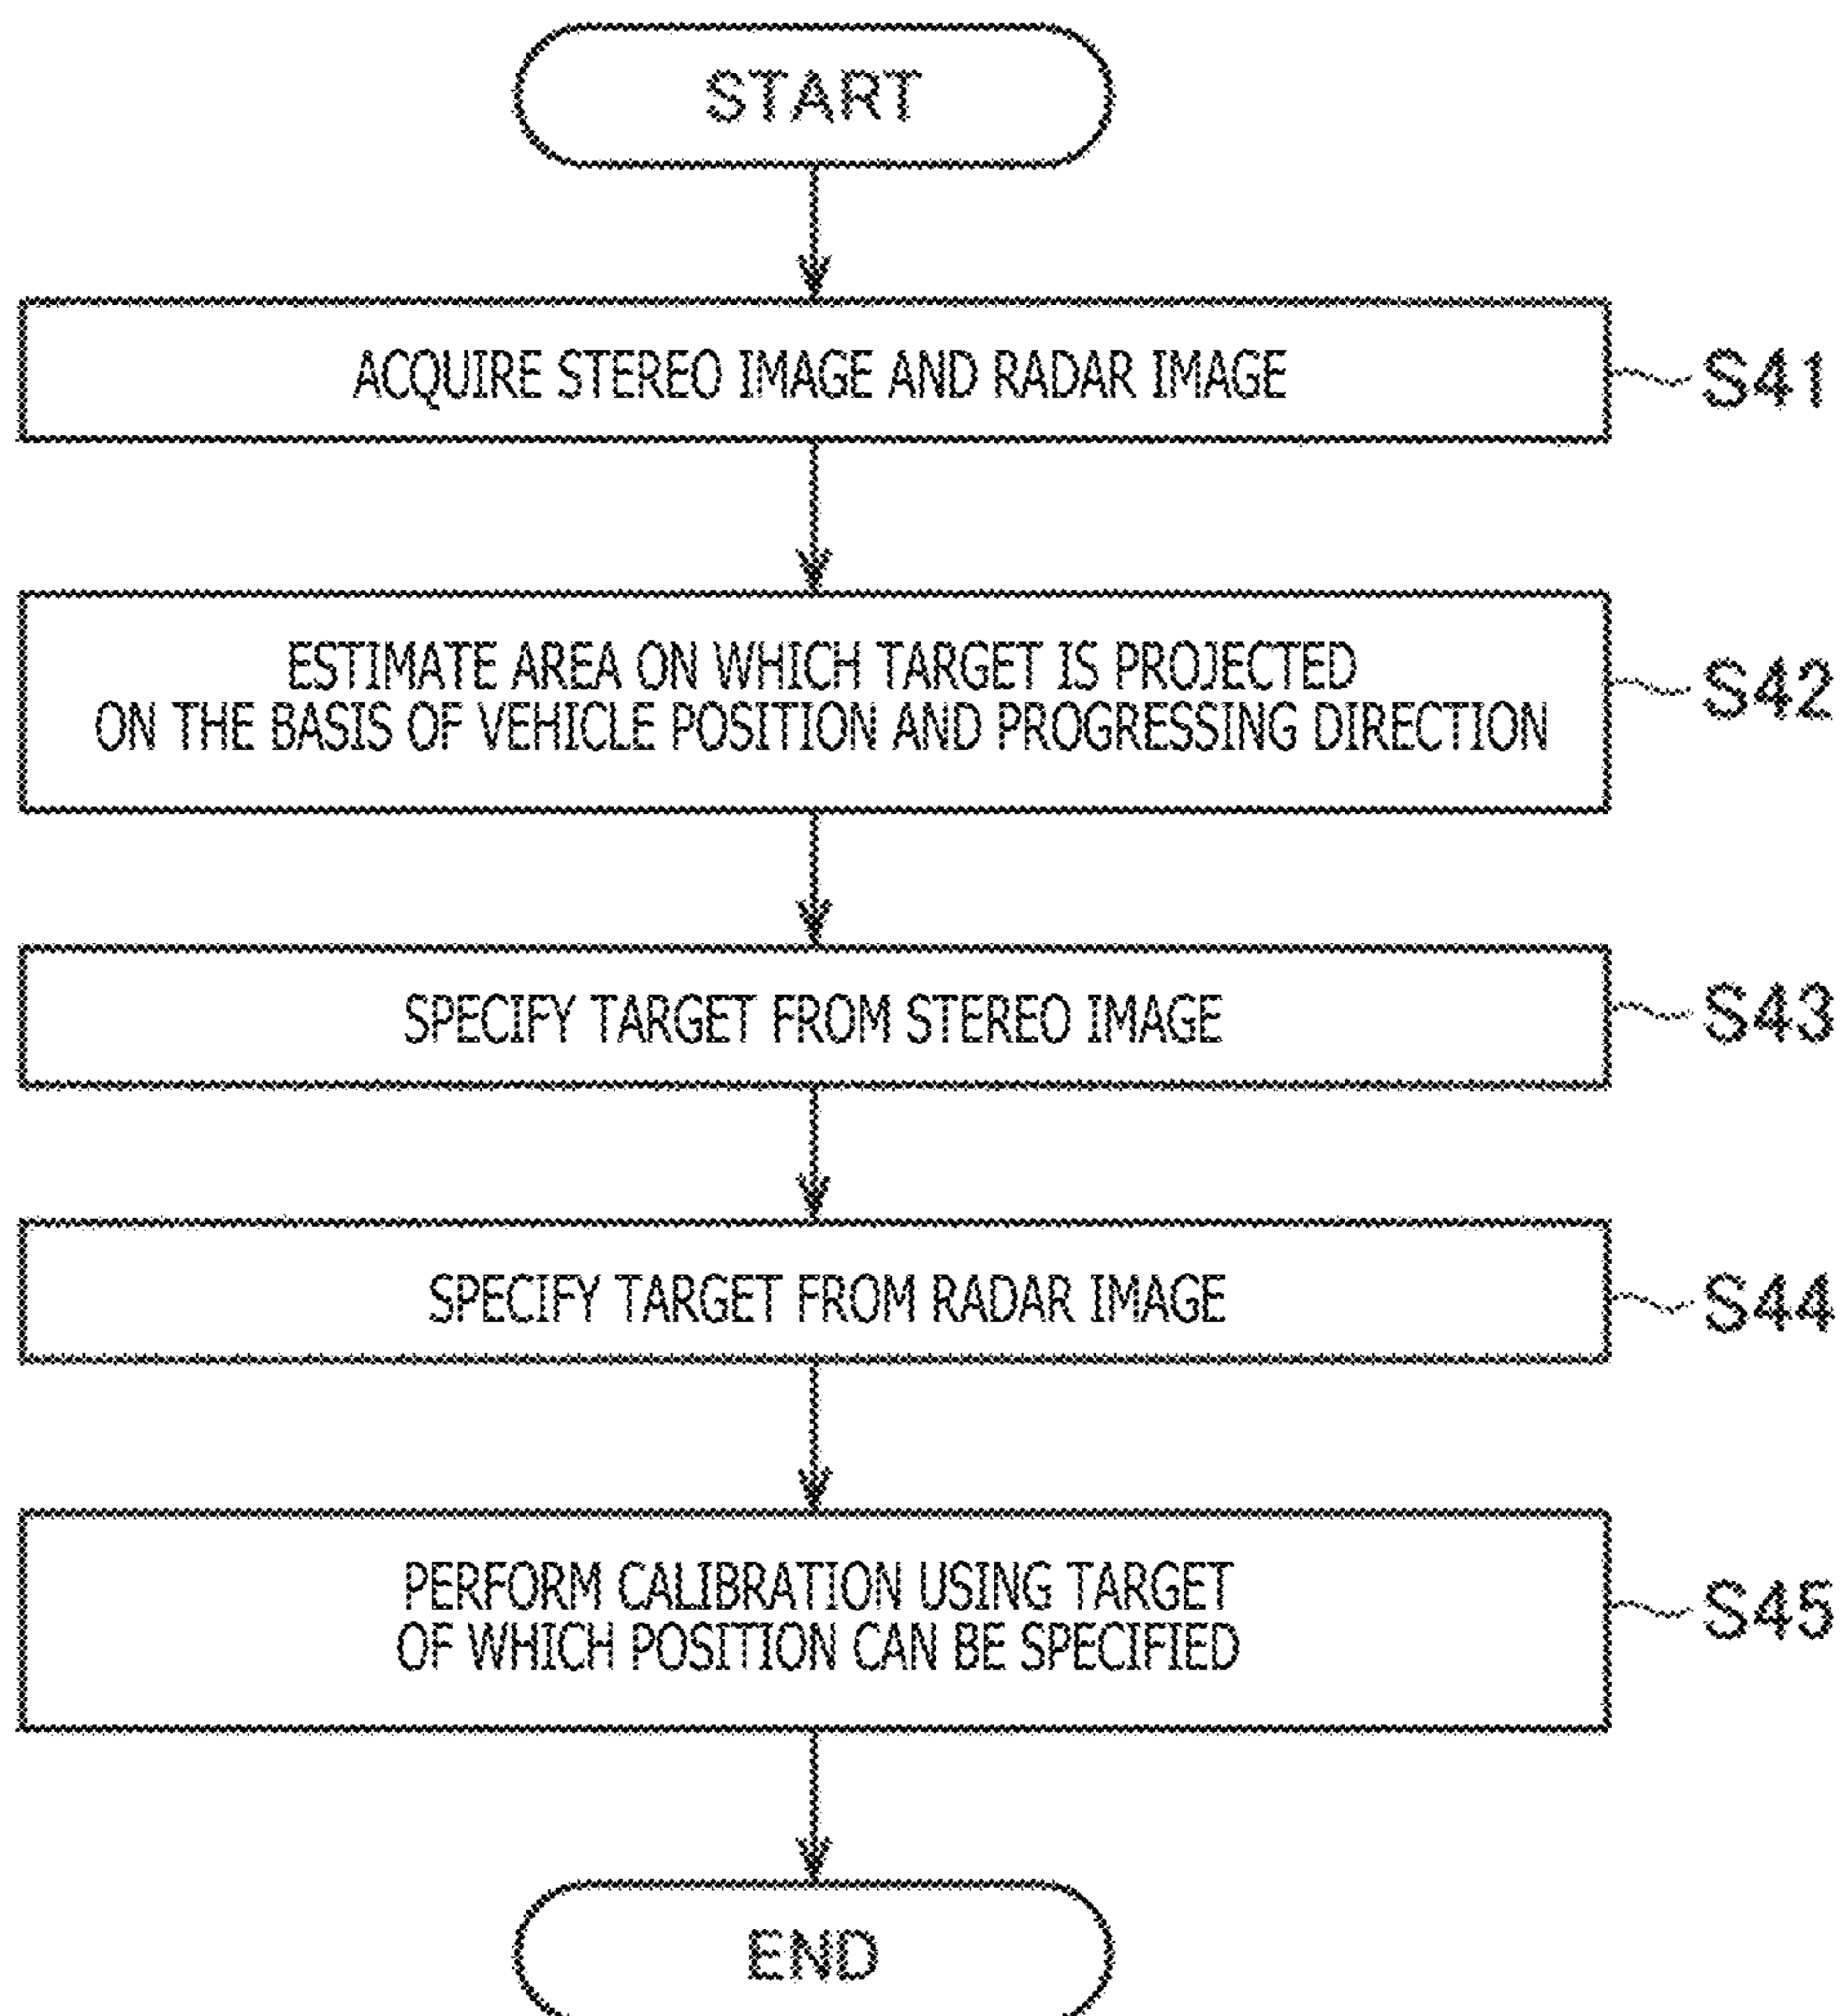 START
ACQUIRE STEREO IMAGE AND RADAR IMAGE
S41
ESTIMATE AREA ON WHICH TARGET IS PROJECTED
ON THE BASIS OF VEHICLE POSITION AND PROGRESSING DIRECTION
S42
SPECIFY TARGET FROM STEREO IMAGE
S43
SPECIFY TARGET FROM RADAR IMAGE
S44
PERFORM CALIBRATION USING TARGET
OF WHICH POSITION CAN BE SPECIFIED
S45
END